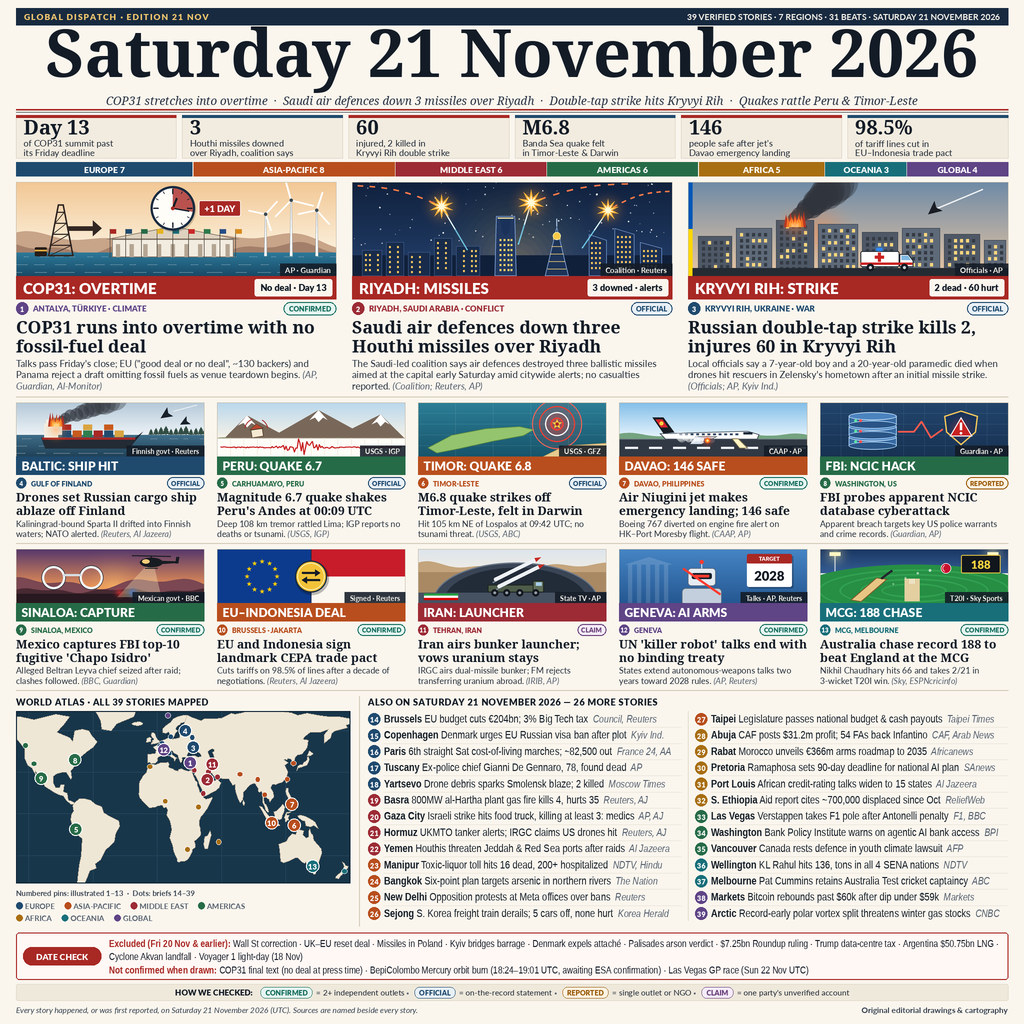 GLOBAL DISPATCH · EDITION 21 NOV
39 VERIFIED STORIES · 7 REGIONS · 31 BEATS · SATURDAY 21 NOVEMBER 2026
Saturday 21 November 2026
COP31 stretches into overtime · Saudi air defences down 3 missiles over Riyadh · Double-tap strike hits Kryvyi Rih · Quakes rattle Peru & Timor-Leste
Day 13
of COP31 summit past
its Friday deadline
3
Houthi missiles downed
over Riyadh, coalition says
60
injured, 2 killed in
Kryvyi Rih double strike
M6.8
Banda Sea quake felt
in Timor-Leste & Darwin
146
people safe after jet's
Davao emergency landing
98.5%
of tariff lines cut in
EU–Indonesia trade pact
EUROPE 7
ASIA-PACIFIC 8
MIDDLE EAST 6
AMERICAS 6
AFRICA 5
OCEANIA 3
GLOBAL 4
+1 DAY
AP · Guardian
COP31: OVERTIME
No deal · Day 13
1 ANTALYA, TÜRKIYE · CLIMATE
CONFIRMED
COP31 runs into overtime with no
fossil-fuel deal
Talks pass Friday's close; EU ("good deal or no deal", ~130 backers) and
Panama reject a draft omitting fossil fuels as venue teardown begins. (AP,
Guardian, Al-Monitor)
Coalition · Reuters
RIYADH: MISSILES
3 downed · alerts
2 RIYADH, SAUDI ARABIA · CONFLICT
OFFICIAL
Saudi air defences down three
Houthi missiles over Riyadh
The Saudi-led coalition says air defences destroyed three ballistic missiles
aimed at the capital early Saturday amid citywide alerts; no casualties
reported. (Coalition; Reuters, AP)
Officials · AP
KRYVYI RIH: STRIKE
2 dead · 60 hurt
3 KRYVYI RIH, UKRAINE · WAR
OFFICIAL
Russian double-tap strike kills 2,
injures 60 in Kryvyi Rih
Local officials say a 7-year-old boy and a 20-year-old paramedic died when
drones hit rescuers in Zelensky's hometown after an initial missile strike.
(Officials; AP, Kyiv Ind.)
Finnish govt · Reuters
BALTIC: SHIP HIT
4 GULF OF FINLAND
OFFICIAL
Drones set Russian cargo ship
ablaze off Finland
Kaliningrad-bound Sparta II drifted into Finnish
waters; NATO alerted. (Reuters, Al Jazeera)
USGS · IGP
PERU: QUAKE 6.7
5 CARHUAMAYO, PERU
OFFICIAL
Magnitude 6.7 quake shakes
Peru's Andes at 00:09 UTC
Deep 108 km tremor rattled Lima; IGP reports no
deaths or tsunami. (USGS, IGP)
USGS · GFZ
TIMOR: QUAKE 6.8
6 TIMOR-LESTE
OFFICIAL
M6.8 quake strikes off
Timor-Leste, felt in Darwin
Hit 105 km NE of Lospalos at 09:42 UTC; no
tsunami threat. (USGS, ABC)
CAAP · AP
DAVAO: 146 SAFE
7 DAVAO, PHILIPPINES
CONFIRMED
Air Niugini jet makes
emergency landing; 146 safe
Boeing 767 diverted on engine fire alert on
HK–Port Moresby flight. (CAAP, AP)
Guardian · AP
FBI: NCIC HACK
8 WASHINGTON, US
REPORTED
FBI probes apparent NCIC
database cyberattack
Apparent breach targets key US police warrants
and crime records. (Guardian, AP)
Mexican govt · BBC
SINALOA: CAPTURE
9 SINALOA, MEXICO
CONFIRMED
Mexico captures FBI top-10
fugitive 'Chapo Isidro'
Alleged Beltran Leyva chief seized after raid;
clashes followed. (BBC, Guardian)
Signed · Reuters
EU–INDONESIA DEAL
10 BRUSSELS · JAKARTA
CONFIRMED
EU and Indonesia sign
landmark CEPA trade pact
Cuts tariffs on 98.5% of lines after a decade of
negotiations. (Reuters, Al Jazeera)
State TV · AP
IRAN: LAUNCHER
11 TEHRAN, IRAN
CLAIM
Iran airs bunker launcher;
vows uranium stays
IRGC airs dual-missile bunker; FM rejects
transferring uranium abroad. (IRIB, AP)
TARGET
2028
Talks · AP, Reuters
GENEVA: AI ARMS
12 GENEVA
CONFIRMED
UN 'killer robot' talks end with
no binding treaty
States extend autonomous-weapons talks two
years toward 2028 rules. (AP, Reuters)
188
T20I · Sky Sports
MCG: 188 CHASE
13 MCG, MELBOURNE
CONFIRMED
Australia chase record 188 to
beat England at the MCG
Nikhil Chaudhary hits 66 and takes 2/21 in
3-wicket T20I win. (Sky, ESPNcricinfo)
WORLD ATLAS · ALL 39 STORIES MAPPED
4
12
3
1
11
2
8
9
5
7
10
6
13
Numbered pins: illustrated 1–13 · Dots: briefs 14–39
EUROPE
ASIA-PACIFIC
MIDDLE EAST
AMERICAS
AFRICA
OCEANIA
GLOBAL
ALSO ON SATURDAY 21 NOVEMBER 2026 — 26 MORE STORIES
14 Brussels EU budget cuts €204bn; 3% Big Tech tax Council, Reuters
15 Copenhagen Denmark urges EU Russian visa ban after plot Kyiv Ind.
16 Paris 6th straight Sat cost-of-living marches; ~82,500 out France 24, AA
17 Tuscany Ex-police chief Gianni De Gennaro, 78, found dead AP
18 Yartsevo Drone debris sparks Smolensk blaze; 2 killed Moscow Times
19 Basra 800MW al-Hartha plant gas fire kills 4, hurts 35 Reuters, AJ
20 Gaza City Israeli strike hits food truck, killing at least 3: medics AP, AJ
21 Hormuz UKMTO tanker alerts; IRGC claims US drones hit Reuters, AJ
22 Yemen Houthis threaten Jeddah & Red Sea ports after raids Al Jazeera
23 Manipur Toxic-liquor toll hits 16 dead, 200+ hospitalized NDTV, Hindu
24 Bangkok Six-point plan targets arsenic in northern rivers The Nation
25 New Delhi Opposition protests at Meta offices over bans Reuters
26 Sejong S. Korea freight train derails; 5 cars off, none hurt Korea Herald
27 Taipei Legislature passes national budget & cash payouts Taipei Times
28 Abuja CAF posts $31.2m profit; 54 FAs back Infantino CAF, Arab News
29 Rabat Morocco unveils €366m arms roadmap to 2035 Africanews
30 Pretoria Ramaphosa sets 90-day deadline for national AI plan SAnews
31 Port Louis African credit-rating talks widen to 15 states Al Jazeera
32 S. Ethiopia Aid report cites ~700,000 displaced since Oct ReliefWeb
33 Las Vegas Verstappen takes F1 pole after Antonelli penalty F1, BBC
34 Washington Bank Policy Institute warns on agentic AI bank access BPI
35 Vancouver Canada rests defence in youth climate lawsuit AFP
36 Wellington KL Rahul hits 136, tons in all 4 SENA nations NDTV
37 Melbourne Pat Cummins retains Australia Test cricket captaincy ABC
38 Markets Bitcoin rebounds past $60k after dip under $59k Markets
39 Arctic Record-early polar vortex split threatens winter gas stocks CNBC
DATE CHECK
Excluded (Fri 20 Nov & earlier): Wall St correction · UK–EU reset deal · Missiles in Poland · Kyiv bridges barrage · Denmark expels attaché · Palisades arson verdict · $7.25bn Roundup ruling · Trump data-centre tax · Argentina $50.75bn LNG ·
Cyclone Akvan landfall · Voyager 1 light-day (18 Nov)
Not confirmed when drawn: COP31 final text (no deal at press time) · BepiColombo Mercury orbit burn (18:24–19:01 UTC, awaiting ESA confirmation) · Las Vegas GP race (Sun 22 Nov UTC)
HOW WE CHECKED: CONFIRMED = 2+ independent outlets · OFFICIAL = on-the-record statement · REPORTED = single outlet or NGO · CLAIM = one party's unverified account
Every story happened, or was first reported, on Saturday 21 November 2026 (UTC). Sources are named beside every story.
Original editorial drawings & cartography